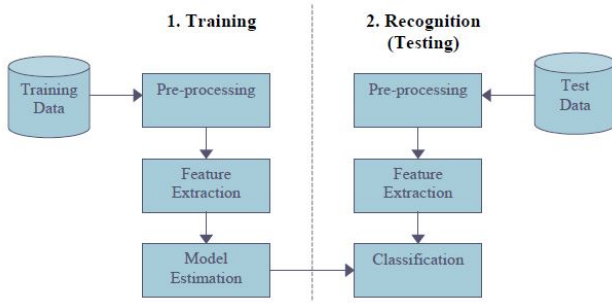 1. Training
2. Recognition
(Testing)
Training
Data
Pre-processing
Pre-processing
Test
Data
Feature
Extraction
Feature
Extraction
Model
Estimation
Classification